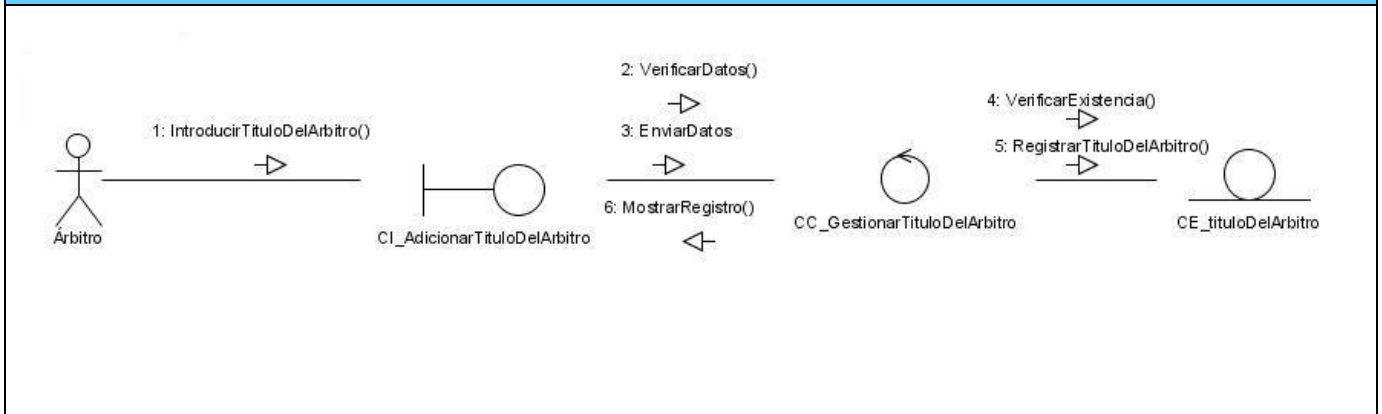 2: VerificarDatos()
4: VerificarExistencia()
1: IntroducirTituloDelArbitro()
3: EnviarDatos
5: RegistrarTituloDelArbitro()
6: MostrarRegistro()
Árbitro
CI_AdicionarTituloDelArbitro
CC_GestionarTituloDelArbitro
CE_tituloDelArbitro